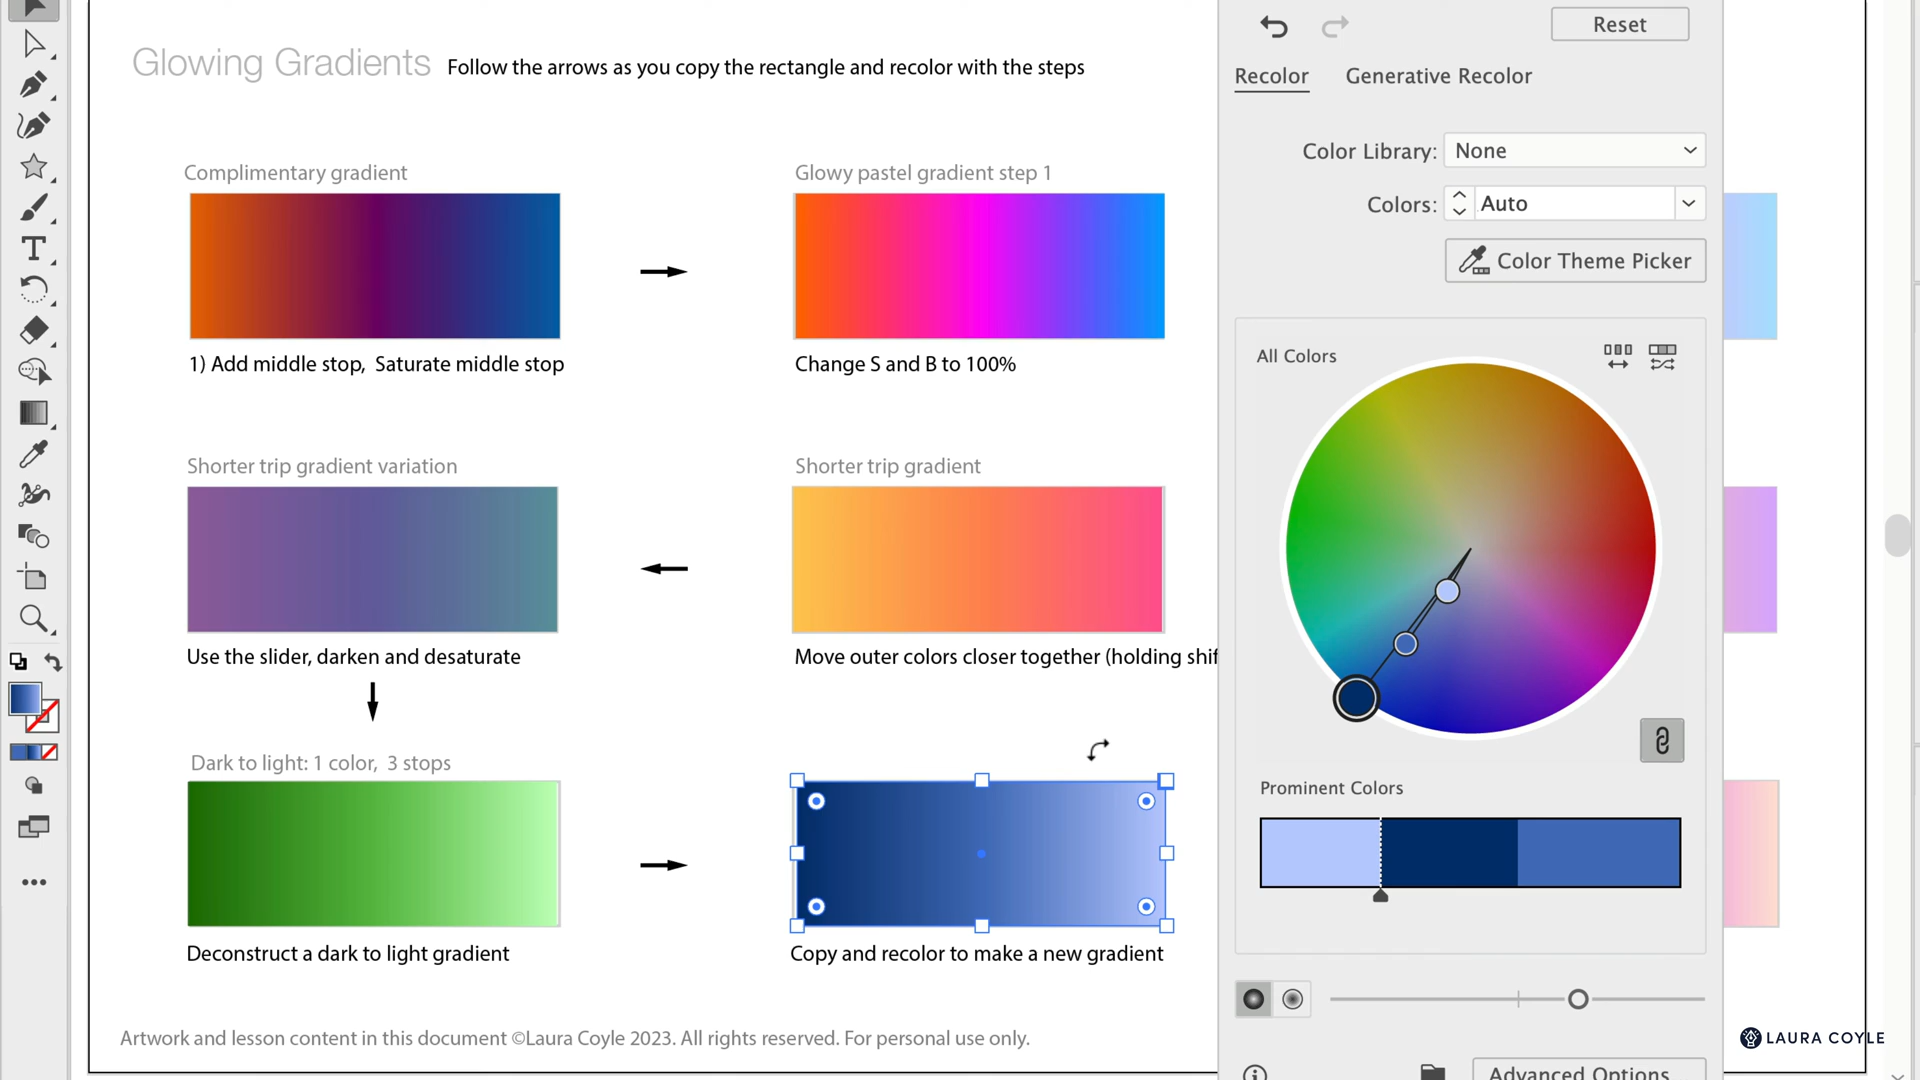 Glowing Gradients Follow the arrows as you copy the rectangle and recolor with the steps
Complimentary gradient
Glowy pastel gradient step 1
1) Add middle stop, Saturate middle stop
Change S and B to 100%
Shorter trip gradient variation
Shorter trip gradient
Use the slider, darken and desaturate
Move outer colors closer together (holding shif
Dark to light: 1 color, 3 stops
Deconstruct a dark to light gradient
Copy and recolor to make a new gradient
Artwork and lesson content in this document ©Laura Coyle 2023. All rights reserved. For personal use only.
Reset
Recolor Generative Recolor
Color Library: None
Colors: Auto
Color Theme Picker
All Colors
Prominent Colors
Advanced Options...
LAURA COYLE